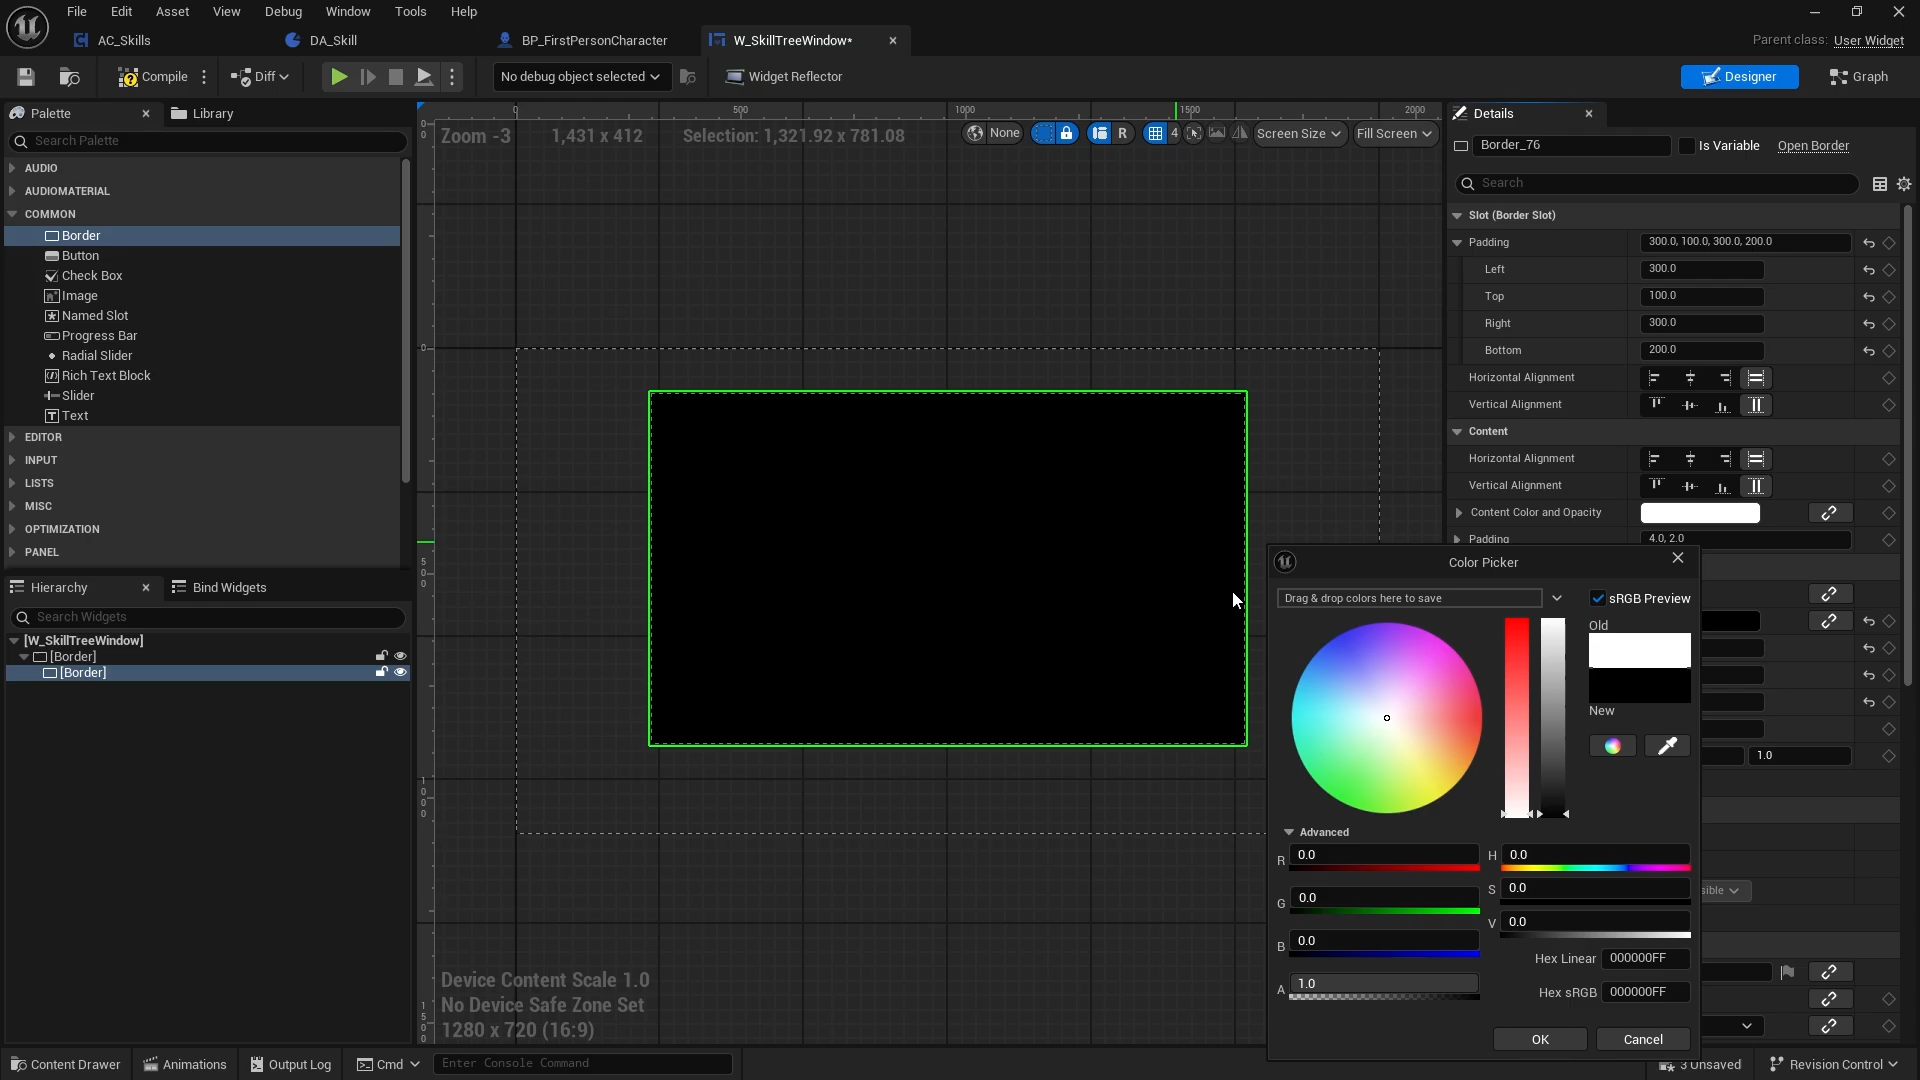 File Edit Asset View Debug Window Tools Help
AC_Skills DA_Skill BP_FirstPersonCharacter W_SkillTreeWindow* Parent class: User Widget
Compile Diff No debug object selected Widget Reflector Designer Graph
Palette Library
Search Palette
AUDIO
AUDIOMATERIAL
COMMON
Border
Button
Check Box
Image
Named Slot
Progress Bar
Radial Slider
Rich Text Block
Slider
Text
EDITOR
INPUT
LISTS
MISC
OPTIMIZATION
PANEL
Hierarchy Bind Widgets
Search Widgets
[W_SkillTreeWindow]
[Border]
[Border]
0 500 1000 1500 2000
Zoom -3 1,431 x 412 Selection: 1,321.92 x 781.08 None R 4 Screen Size Fill Screen
0
0
0
500
1000
150
Device Content Scale 1.0
No Device Safe Zone Set
1280 x 720 (16:9)
Details
Border_76 Is Variable Open Border
Search
Slot (Border Slot)
Padding 300.0, 100.0, 300.0, 200.0
Left 300.0
Top 100.0
Right 300.0
Bottom 200.0
Horizontal Alignment
Vertical Alignment
Content
Horizontal Alignment
Vertical Alignment
Content Color and Opacity
Padding 4.0, 2.0
1.0
sible
Color Picker
Drag & drop colors here to save sRGB Preview
Old
New
Advanced
R 0.0 H 0.0
G 0.0 S 0.0
B 0.0 V 0.0
Hex Linear 000000FF
A 1.0 Hex sRGB 000000FF
OK Cancel
Content Drawer Animations Output Log Cmd Enter Console Command 3 Unsaved Revision Control